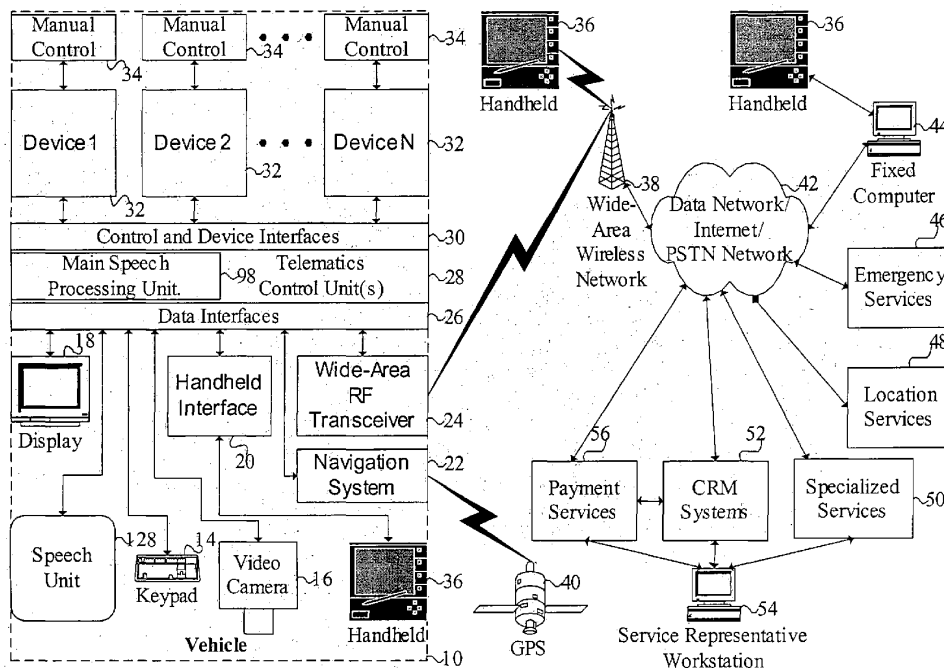 Manual
Control
34
Manual
Control
34
Manual
Control
34
Device 1
32
Device 2
32
Device N
32
Control and Device Interfaces
30
Main Speech
Processing Unit.
98
Telematics
Control Unit(s)
28
Data Interfaces
26
18
Display
Handheld
Interface
20
Wide-Area
RF
Transceiver
24
Navigation
System
22
Speech
Unit
128
14
Keypad
Video
Camera
16
36
Handheld
Vehicle
10
36
Handheld
36
Handheld
38
Wide-
Area
Wireless
Network
42
Data Network/
Internet/
PSTN Network
44
Fixed
Computer
46
Emergency
Services
48
Location
Services
56
Payment
Services
52
CRM
Systems
Specialized
Services
50
40
GPS
54
Service Representative
Workstation